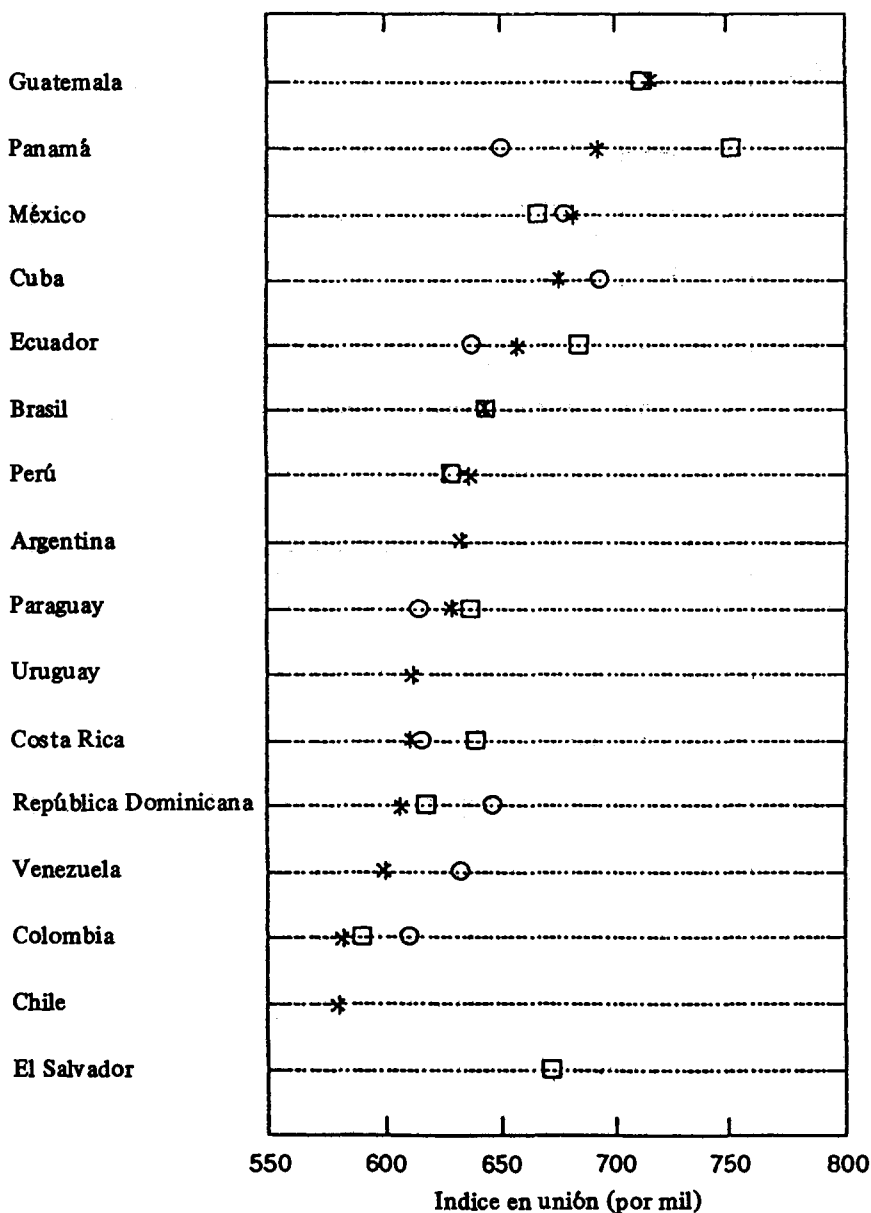 Guatemala
Panamá
México
Cuba
Ecuador
Brasil
Perú
Argentina
Paraguay
Uruguay
Costa Rica
República Dominicana
Venezuela
Colombia
Chile
El Salvador
550 600 650 700 750 800
Indice en unión (por mil)